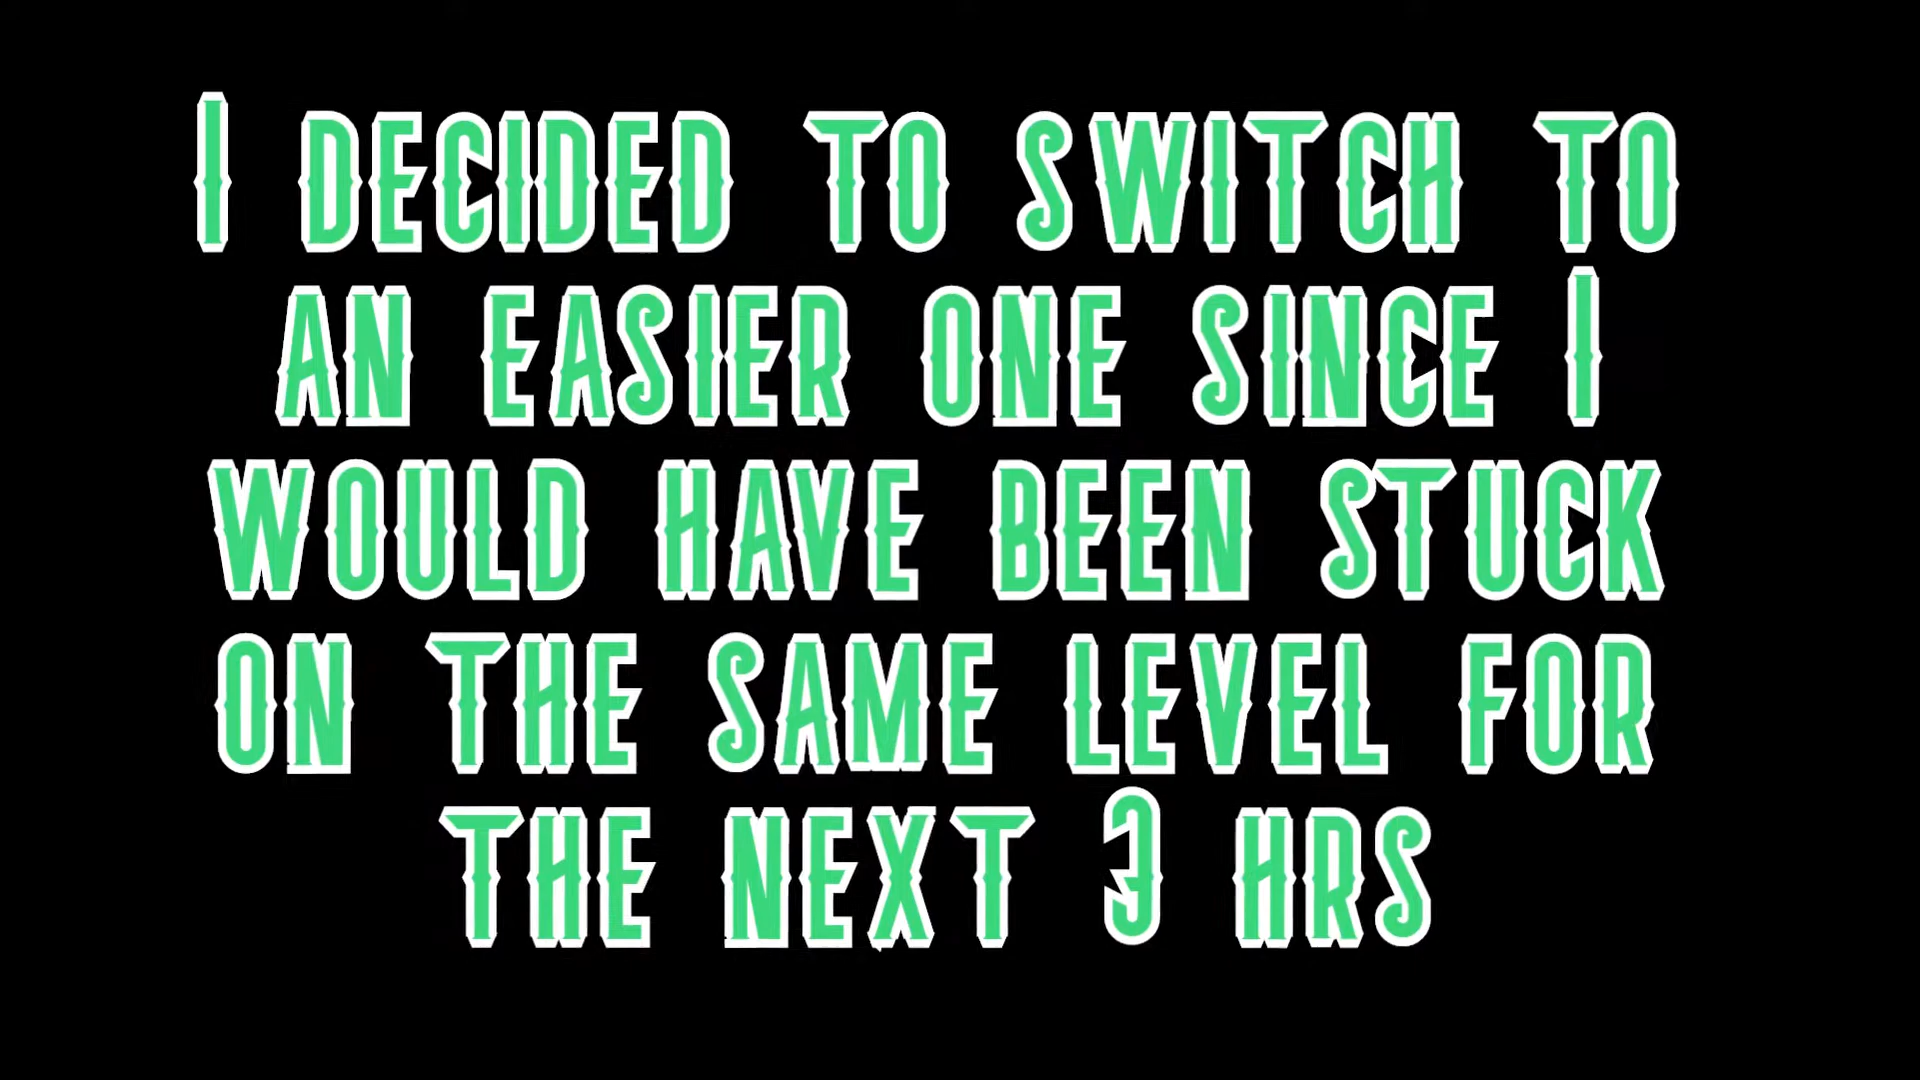 I DECIDED TO SWITCH TO
AN EASIER ONE SINCE I
WOULD HAVE BEEN STUCK
ON THE SAME LEVEL FOR
THE NEXT 3 HRS